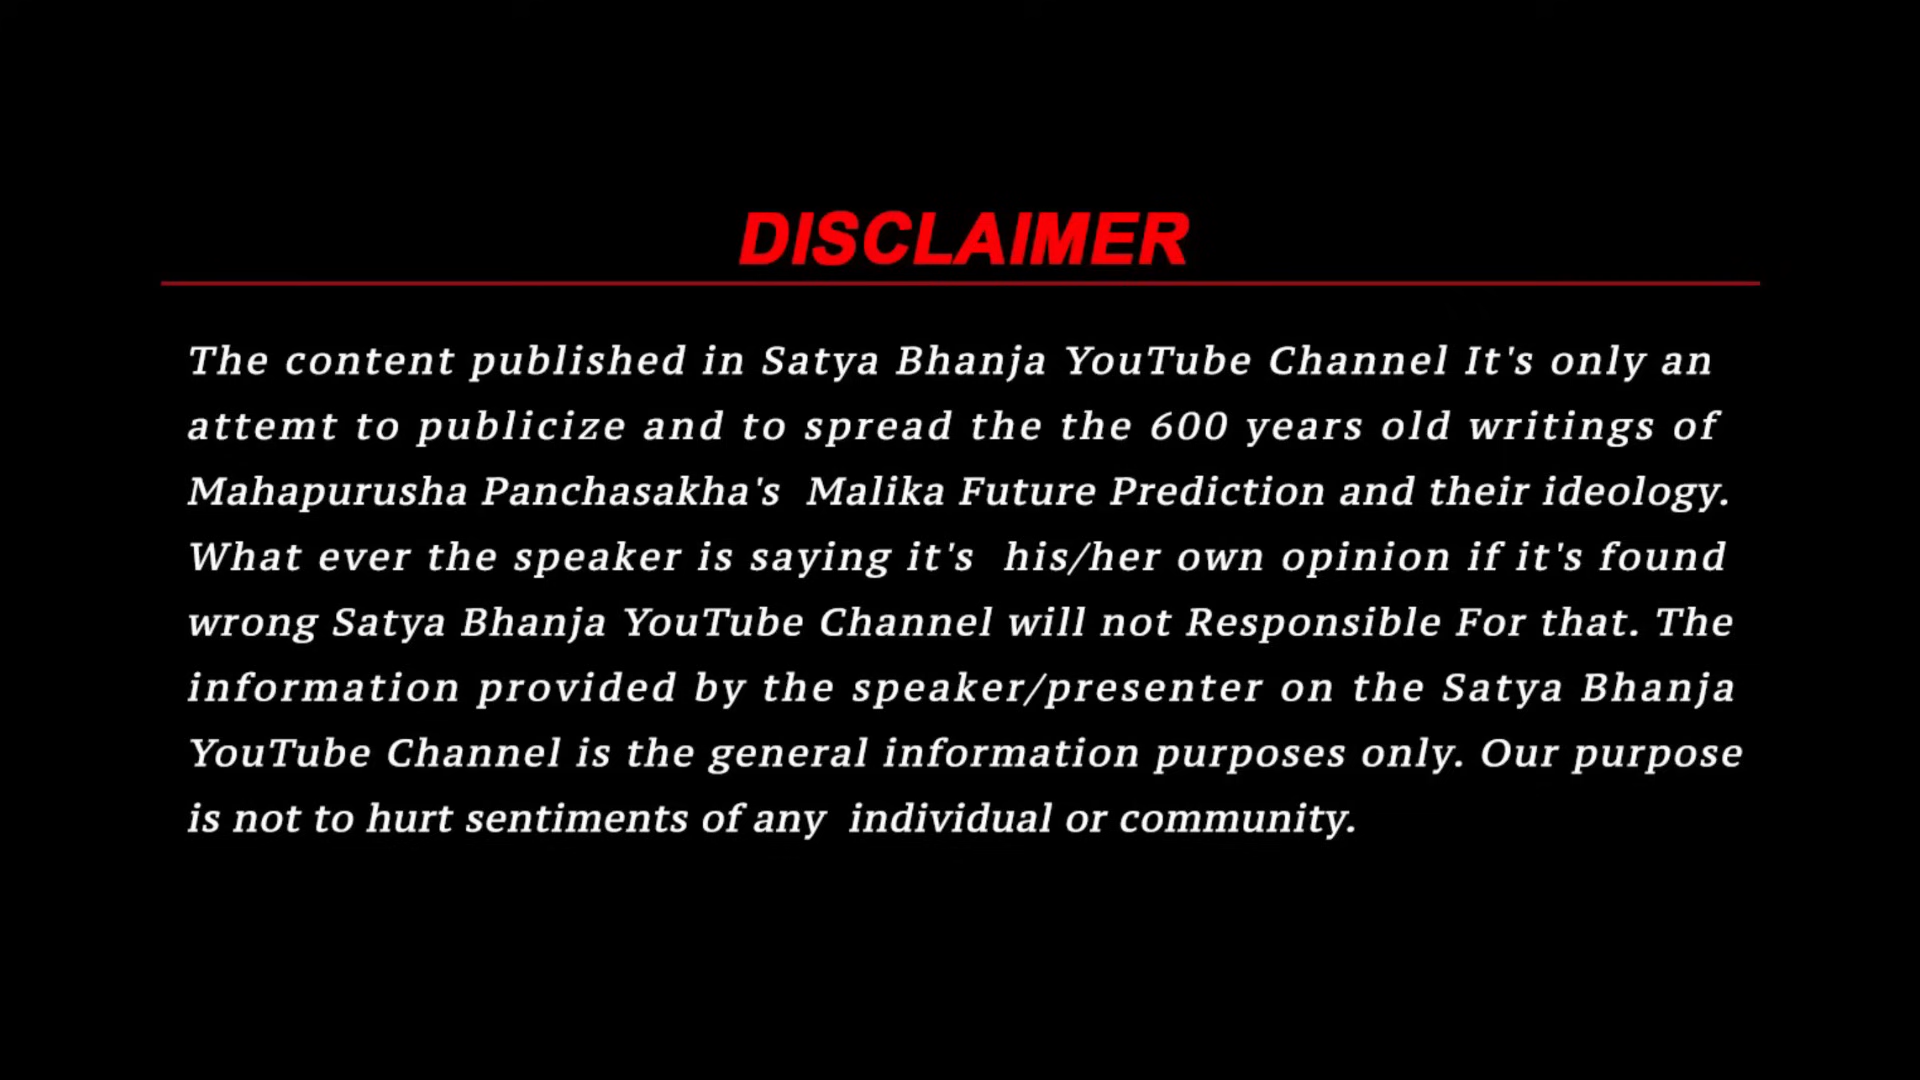 DISCLAIMER
The content published in Satya Bhanja YouTube Channel It's only an
attemt to publicize and to spread the the 600 years old writings of
Mahapurusha Panchasakha's  Malika Future Prediction and their ideology.
What ever the speaker is saying it's  his/her own opinion if it's found
wrong Satya Bhanja YouTube Channel will not Responsible For that. The
information provided by the speaker/presenter on the Satya Bhanja
YouTube Channel is the general information purposes only. Our purpose
is not to hurt sentiments of any  individual or community.